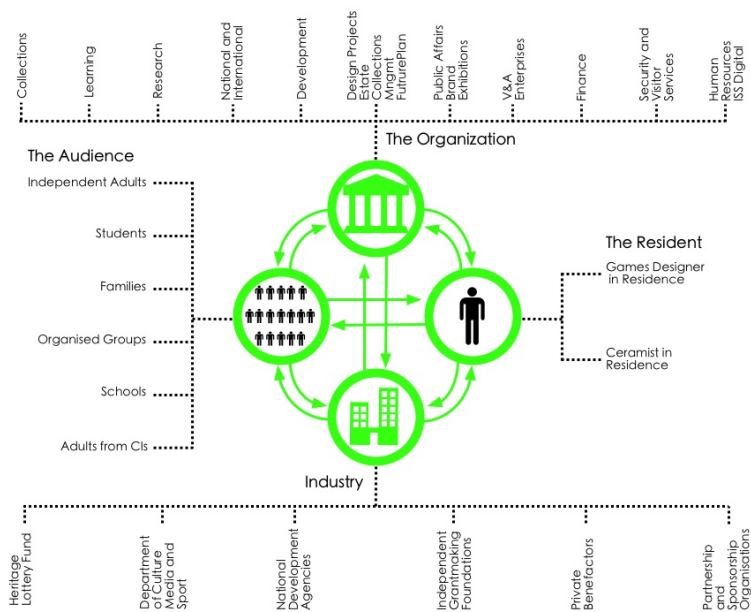 Collections
Learning
Research
National and
International
Development
Design Projects
Estate
Collections
Mngmt
FutrurePlan
Public Affairs
Brand
Exhibitions
V&A
Enterprises
Finance
Security and
Visitor
Services
Human
Resources
ISS Digital
The Organization
The Audience
Independent Adults
Students
Families
Organised Groups
Schools
Adults from CIs
The Resident
Games Designer
in Residence
Ceramist in
Residence
Industry
Heritage
Lottery Fund
Department
of Culture
Media and
Sport
National
Development
Agencies
Independent
Grantmaking
Foundations
Private
Benefactors
Partnership
and
Sponsorship
Organisations